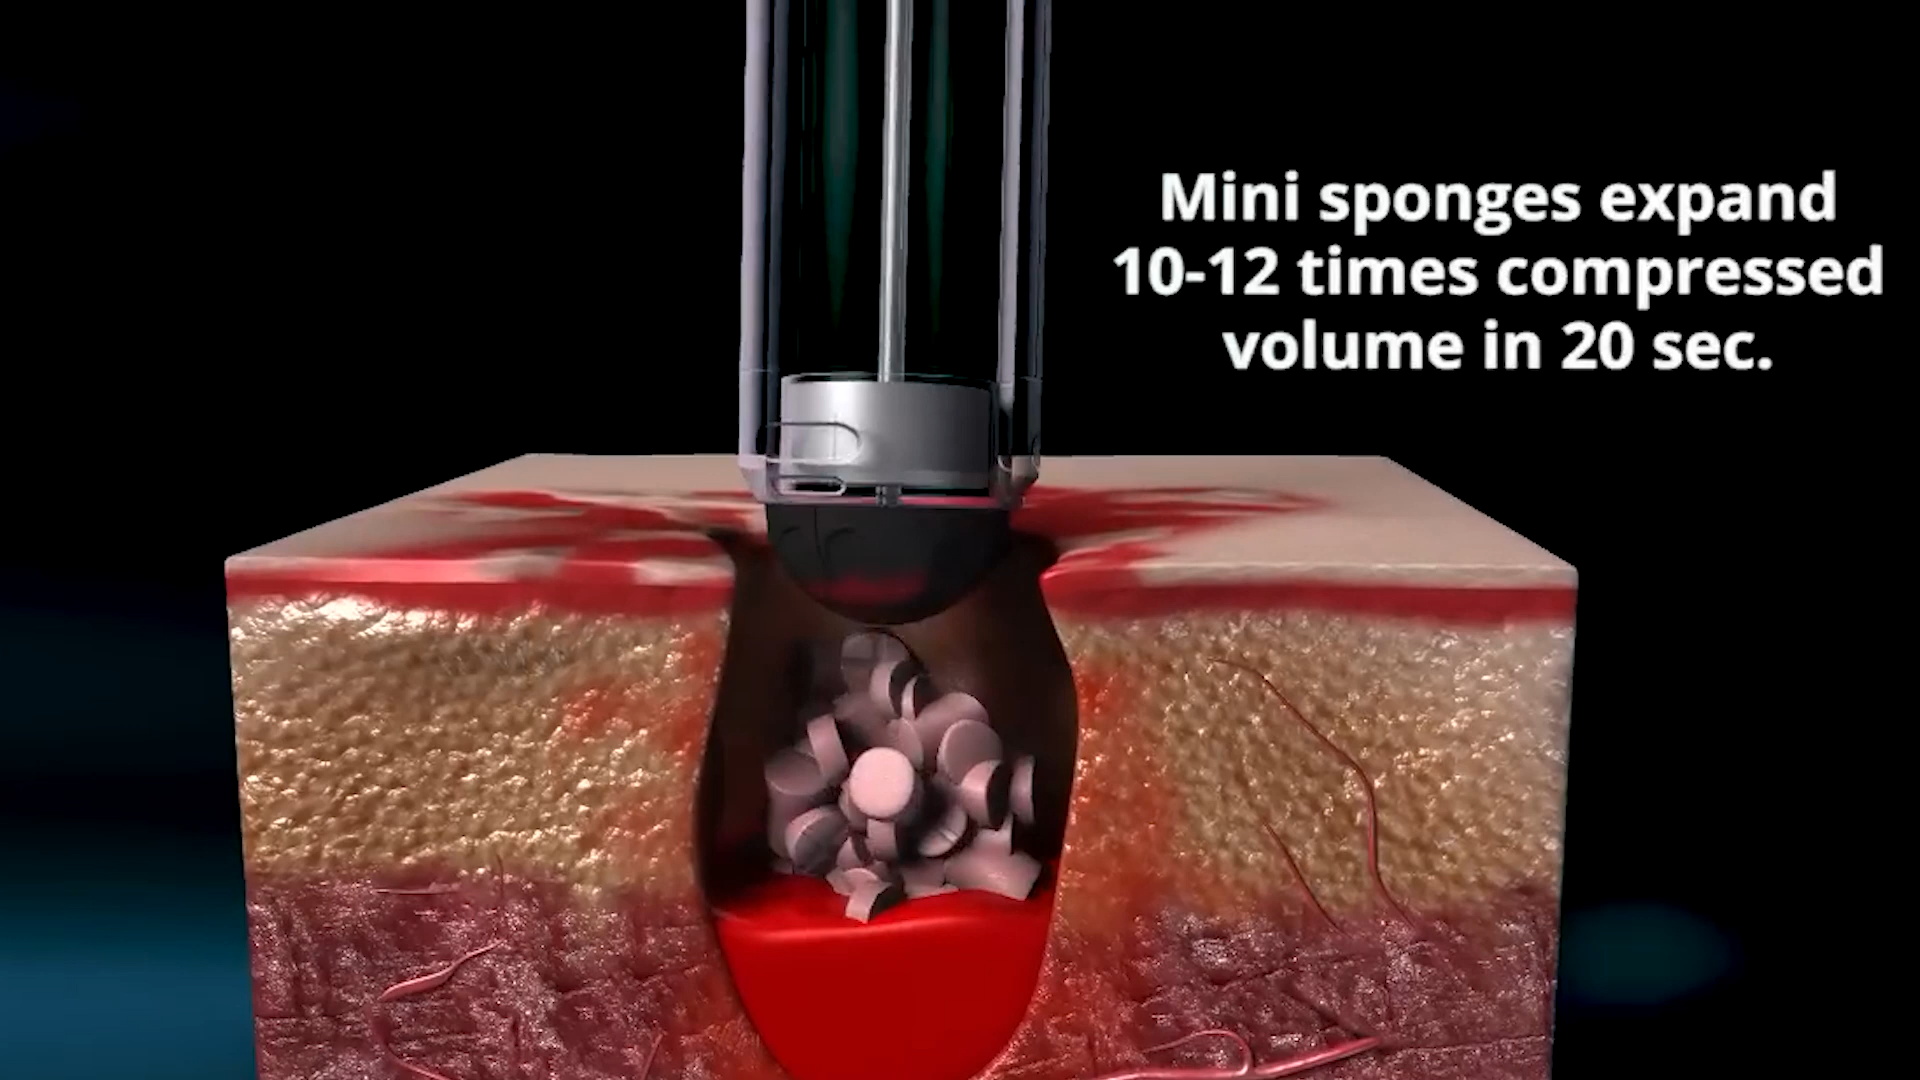 Mini sponges expand
10-12 times compressed
volume in 20 sec.